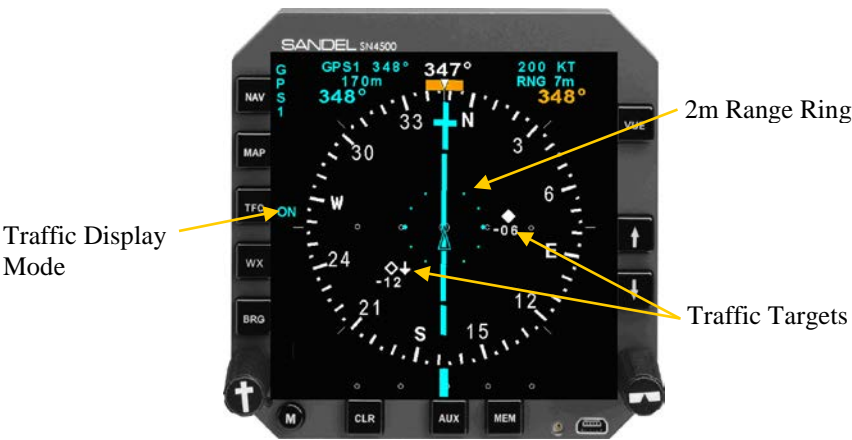 SANDEL SN4500
GPS1
GPS1 348°
170m
348°
347°
200 KT
RNG 7m
348°
NAV
MAP
TFC
ON
WX
BRG
VUE
33
N
3
30
6
W
E
24
12
21
S
15
-06
-12
2m Range Ring
Traffic Display
Mode
Traffic Targets
M
CLR
AUX
MEM